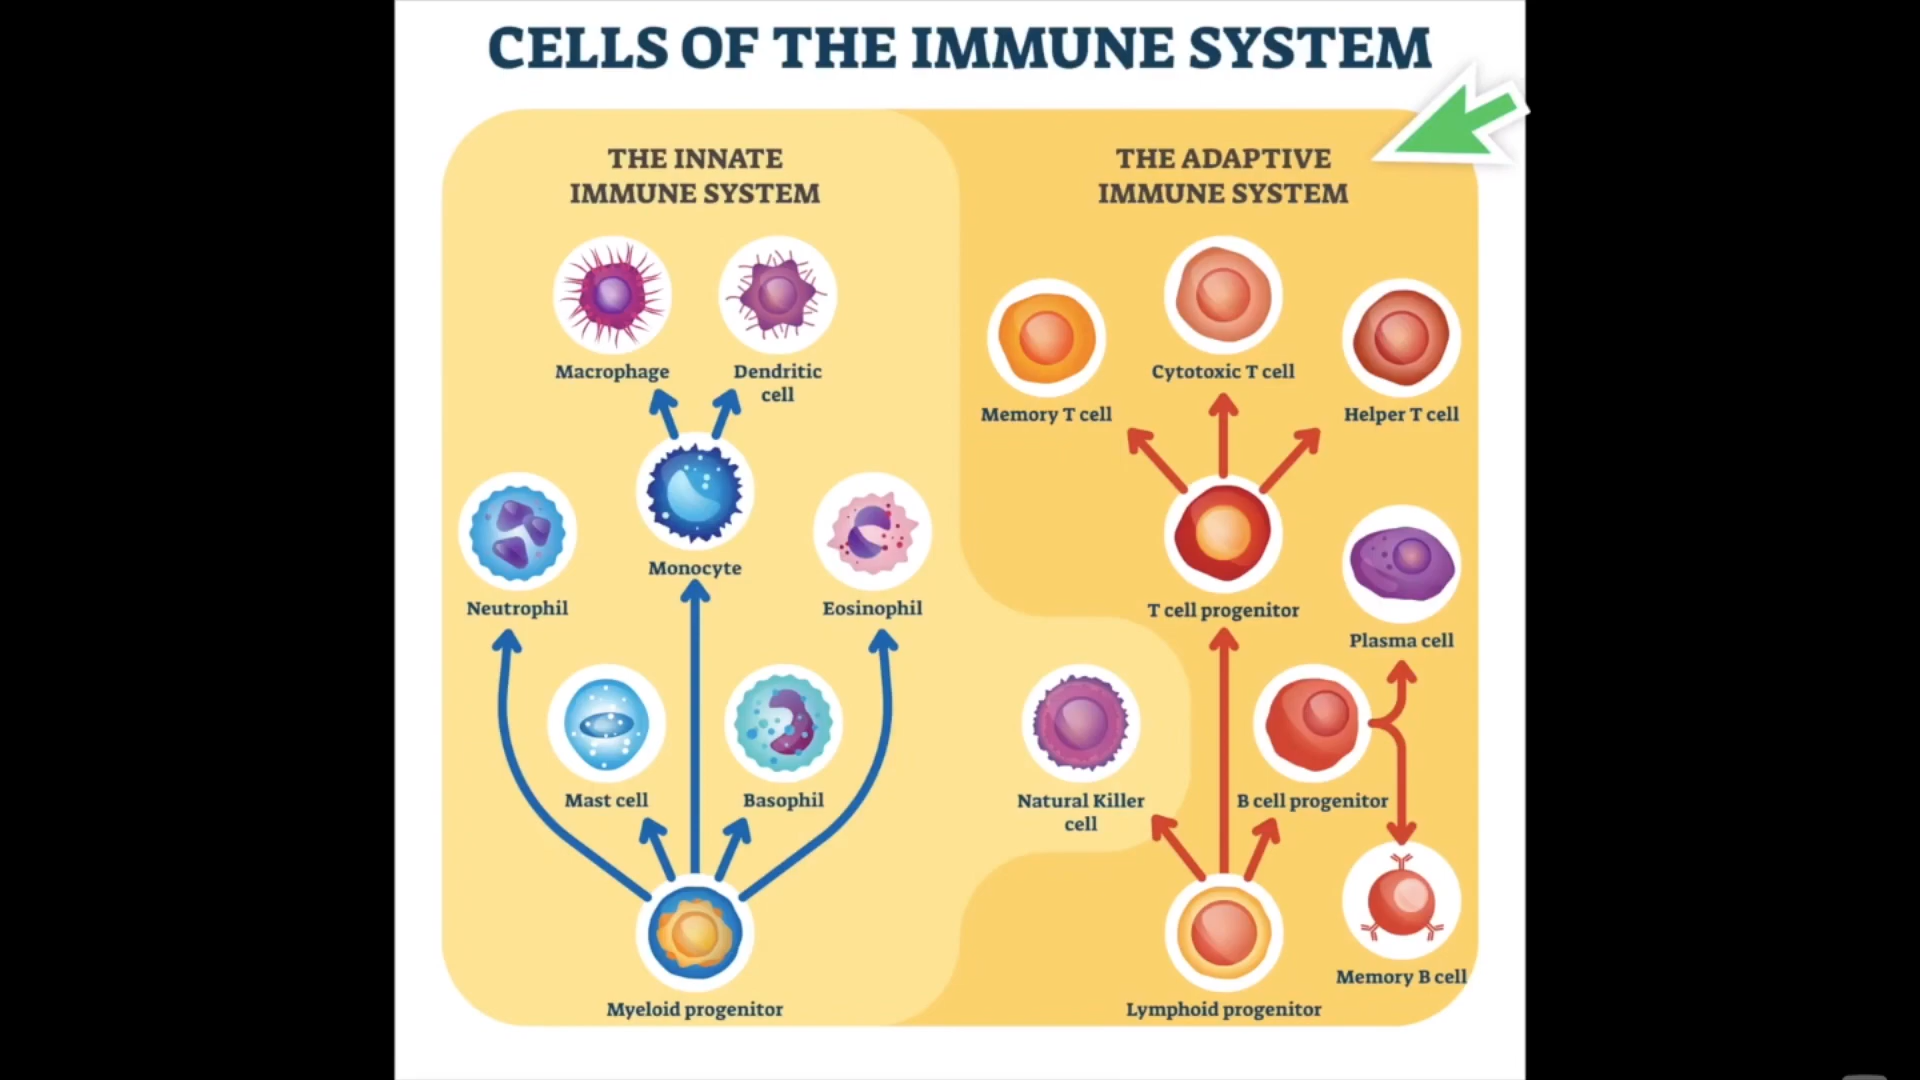 CELLS OF THE IMMUNE SYSTEM
THE INNATE
IMMUNE SYSTEM
Macrophage
Dendritic
cell
Monocyte
Neutrophil
Eosinophil
Mast cell
Basophil
Myeloid progenitor
THE ADAPTIVE
IMMUNE SYSTEM
Memory T cell
Cytotoxic T cell
Helper T cell
T cell progenitor
Plasma cell
Natural Killer
cell
B cell progenitor
Memory B cell
Lymphoid progenitor